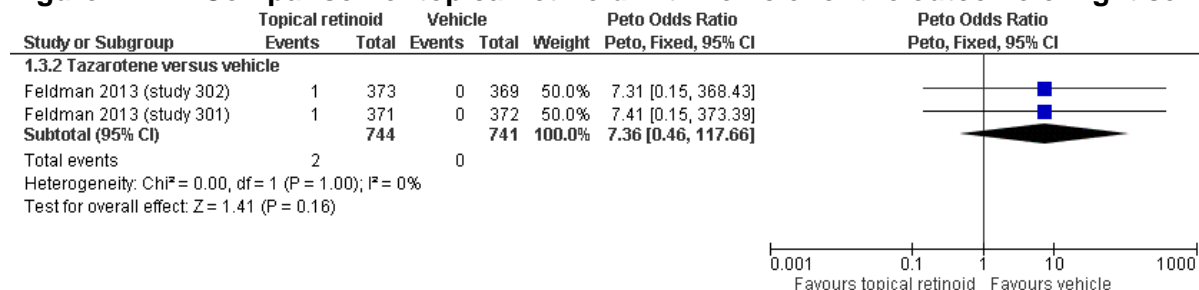 Topical retinoid Vehicle Peto Odds Ratio Peto Odds Ratio
Study or Subgroup Events Total Events Total Weight Peto, Fixed, 95% CI Peto, Fixed, 95% CI
1.3.2 Tazarotene versus vehicle
Feldman 2013 (study 302) 1 373 0 369 50.0% 7.31 [0.15, 368.43]
Feldman 2013 (study 301) 1 371 0 372 50.0% 7.41 [0.15, 373.39]
Subtotal (95% CI) 744 741 100.0% 7.36 [0.46, 117.66]
Total events 2 0
Heterogeneity: Chi² = 0.00, df = 1 (P = 1.00); I² = 0%
Test for overall effect: Z = 1.41 (P = 0.16)
0.001 0.1 1 10 1000
Favours topical retinoid Favours vehicle